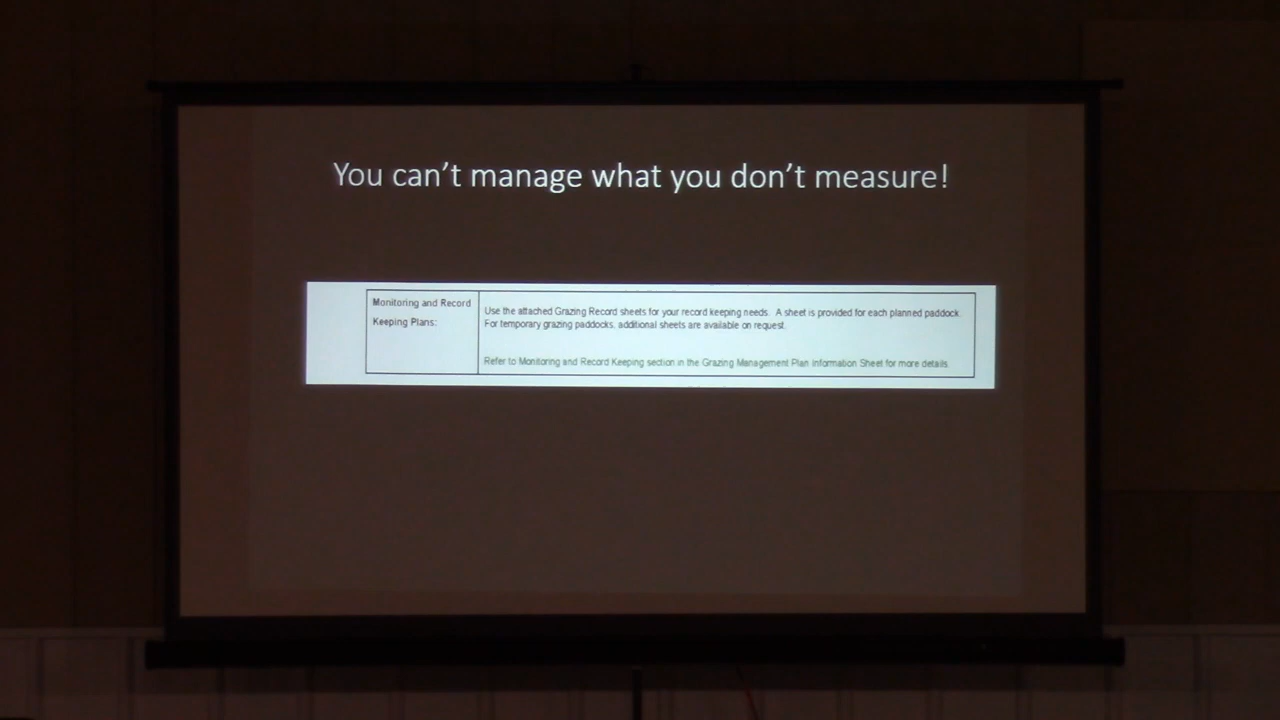 You can't manage what you don't measure!
Monitoring and Record
Keeping Plans:
Use the attached Grazing Record sheets for your record keeping needs.  A sheet is provided for each planned paddock.
For temporary grazing paddocks, additional sheets are available on request.
Refer to Monitoring and Record Keeping section in the Grazing Management Plan Information Sheet for more details.